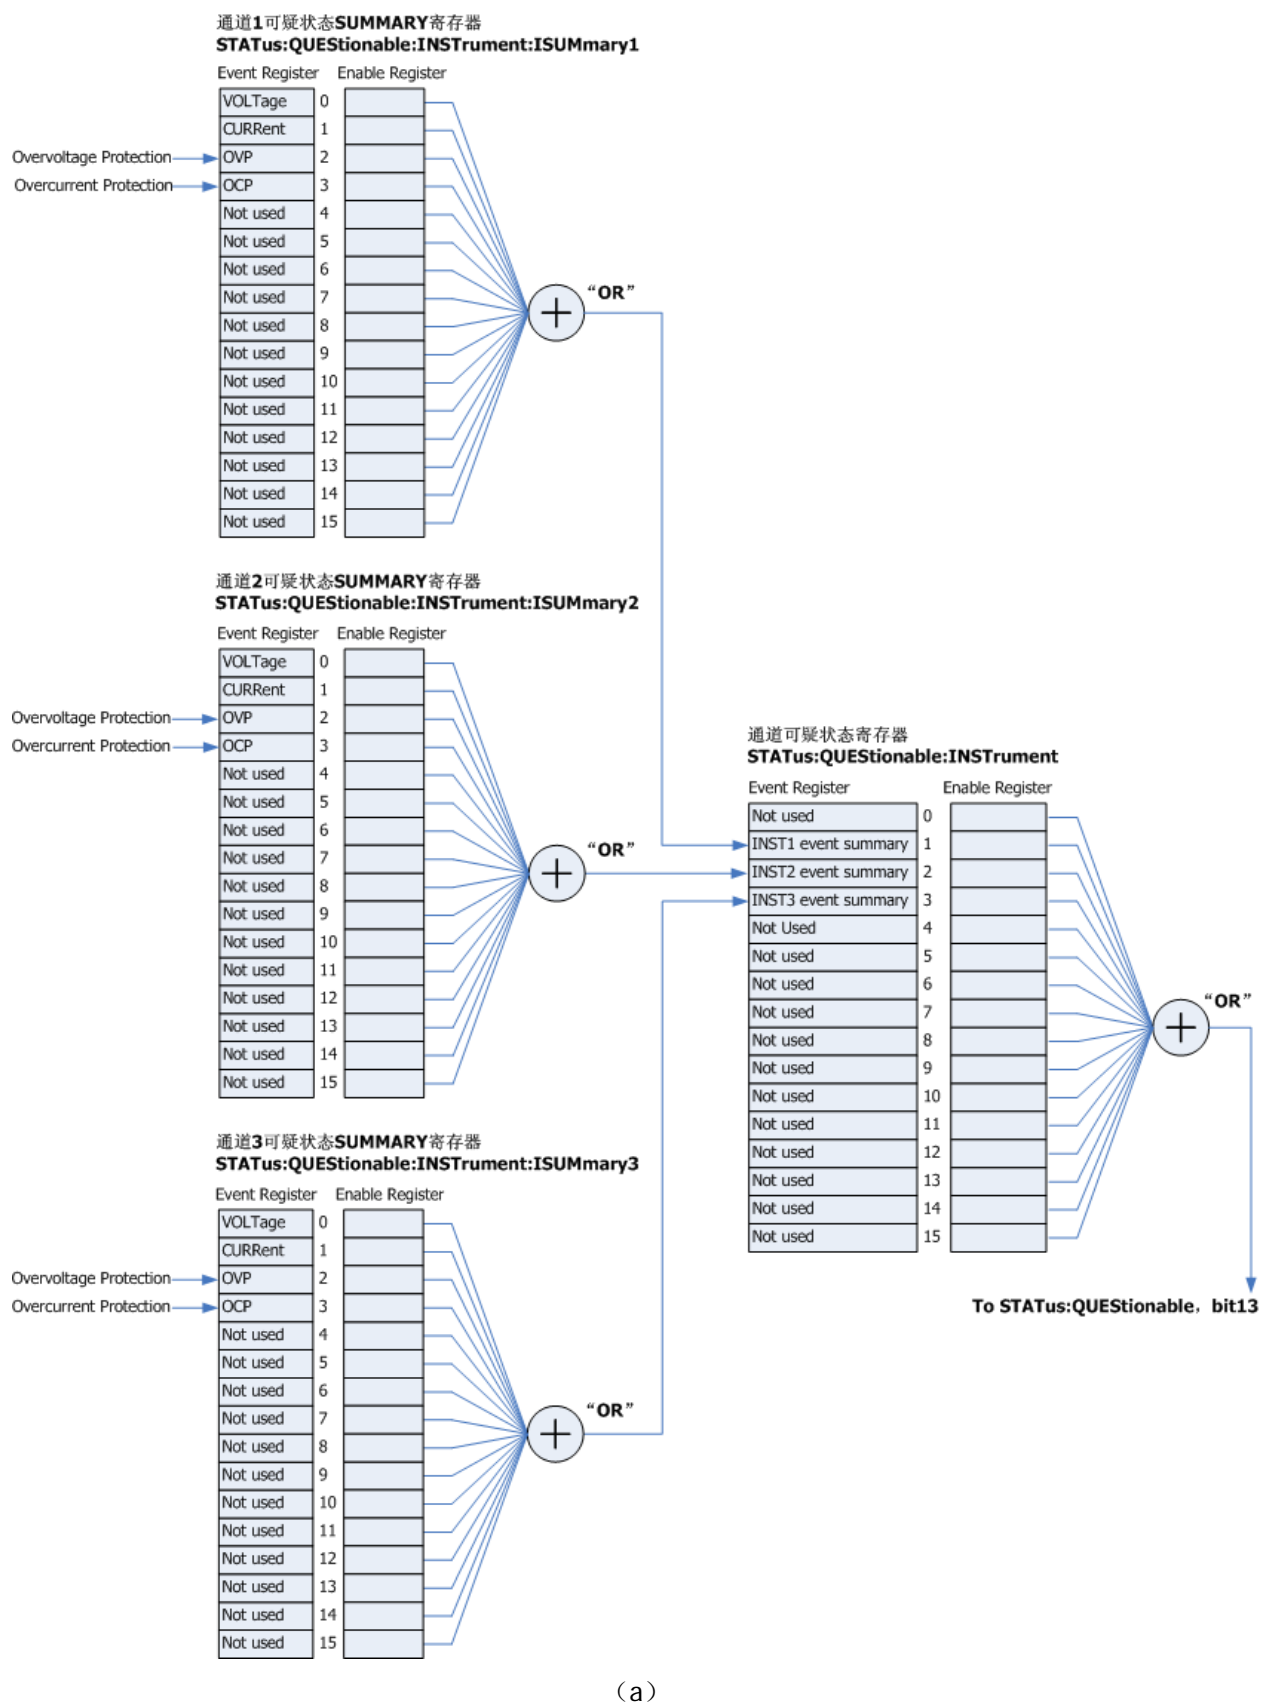 通道1可疑状态SUMMARY寄存器
STATus:QUEStionable:INSTrument:ISUMmary1
Event Register Enable Register
VOLTage 0
CURRent 1
Overvoltage Protection OVP 2
Overcurrent Protection OCP 3
Not used 4
Not used 5
Not used 6
Not used 7
Not used 8
Not used 9
Not used 10
Not used 11
Not used 12
Not used 13
Not used 14
Not used 15
“OR”
通道2可疑状态SUMMARY寄存器
STATus:QUEStionable:INSTrument:ISUMmary2
Event Register Enable Register
VOLTage 0
CURRent 1
Overvoltage Protection OVP 2
Overcurrent Protection OCP 3
Not used 4
Not used 5
Not used 6
Not used 7
Not used 8
Not used 9
Not used 10
Not used 11
Not used 12
Not used 13
Not used 14
Not used 15
“OR”
通道3可疑状态SUMMARY寄存器
STATus:QUEStionable:INSTrument:ISUMmary3
Event Register Enable Register
VOLTage 0
CURRent 1
Overvoltage Protection OVP 2
Overcurrent Protection OCP 3
Not used 4
Not used 5
Not used 6
Not used 7
Not used 8
Not used 9
Not used 10
Not used 11
Not used 12
Not used 13
Not used 14
Not used 15
“OR”
通道可疑状态寄存器
STATus:QUEStionable:INSTrument
Event Register Enable Register
Not used 0
INST1 event summary 1
INST2 event summary 2
INST3 event summary 3
Not Used 4
Not used 5
Not used 6
Not used 7
Not used 8
Not used 9
Not used 10
Not used 11
Not used 12
Not used 13
Not used 14
Not used 15
“OR”
To STATus:QUEStionable，bit13
（a）